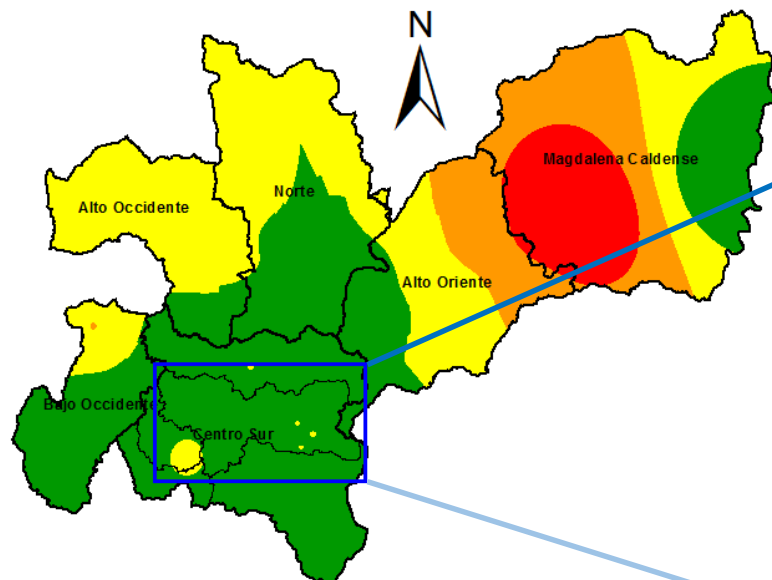 N
Magdalena Caldense
Norte
Alto Occidente
Alto Oriente
Bajo Occidente
Centro Sur